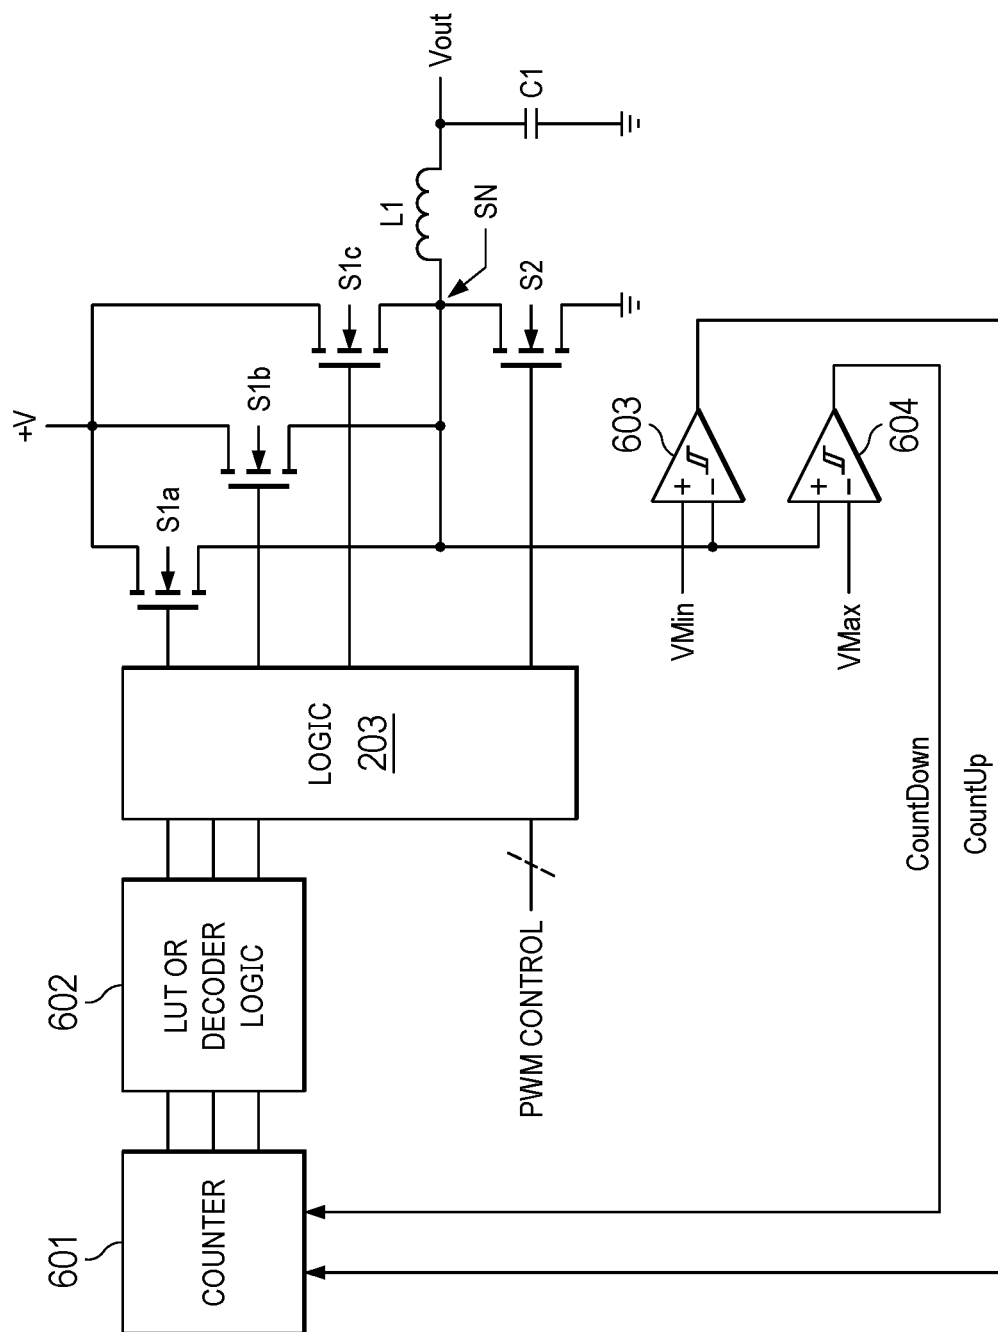 601
COUNTER
602
LUT OR
DECODER
LOGIC
LOGIC
203
PWM CONTROL
+V
S1a
S1b
S1c
S2
SN
L1
C1
Vout
603
+
−
VMin
604
+
−
VMax
CountDown
CountUp